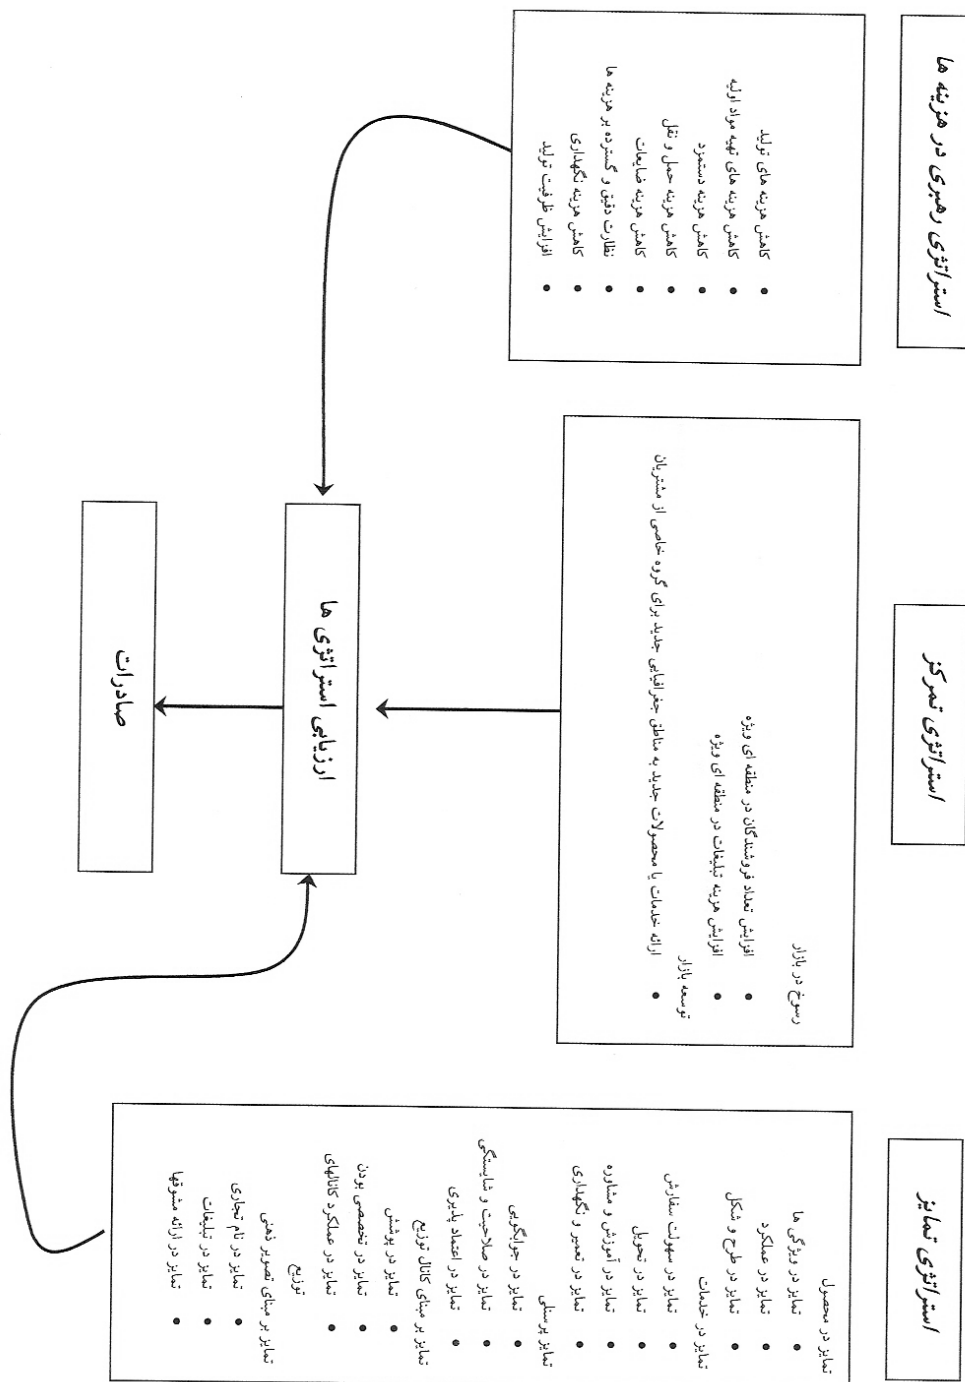 استراتژی تمایز
تمایز در محصول
تمایز در ویژگی ها
تمایز در عملکرد
تمایز در طرح و شکل
تمایز در خدمات
تمایز در سهولت سفارش
تمایز در تحویل
تمایز در آموزش و مشاوره
تمایز در تعمیر و نگهداری
تمایز پرسنلی
تمایز در جوابگویی
تمایز در صلاحیت و شایستگی
تمایز در اعتماد پذیری
تمایز بر مبنای کانال توزیع
تمایز در پوشش
تمایز در تخصصی بودن
تمایز در عملکرد کانالهای
توزیع
تمایز بر مبنای تصویر ذهنی
تمایز در نام تجاری
تمایز در تبلیغات
تمایز در ارائه مشوقها
استراتژی تمرکز
رسوخ در بازار
افزایش تعداد فروشندگان در منطقه ای ویژه
افزایش هزینه تبلیغات در منطقه ای ویژه
توسعه بازار
ارائه خدمات یا محصولات جدید به مناطق جغرافیایی جدید برای گروه خاصی از مشتریان
استراتژی رهبری در هزینه ها
کاهش هزینه های تولید
کاهش هزینه های تهیه مواد اولیه
کاهش هزینه دستمزد
کاهش هزینه حمل و نقل
کاهش هزینه ضایعات
نظارت دقیق و گسترده بر هزینه ها
کاهش هزینه نگهداری
افزایش ظرفیت تولید
ارزیابی استراتژی ها
صادرات